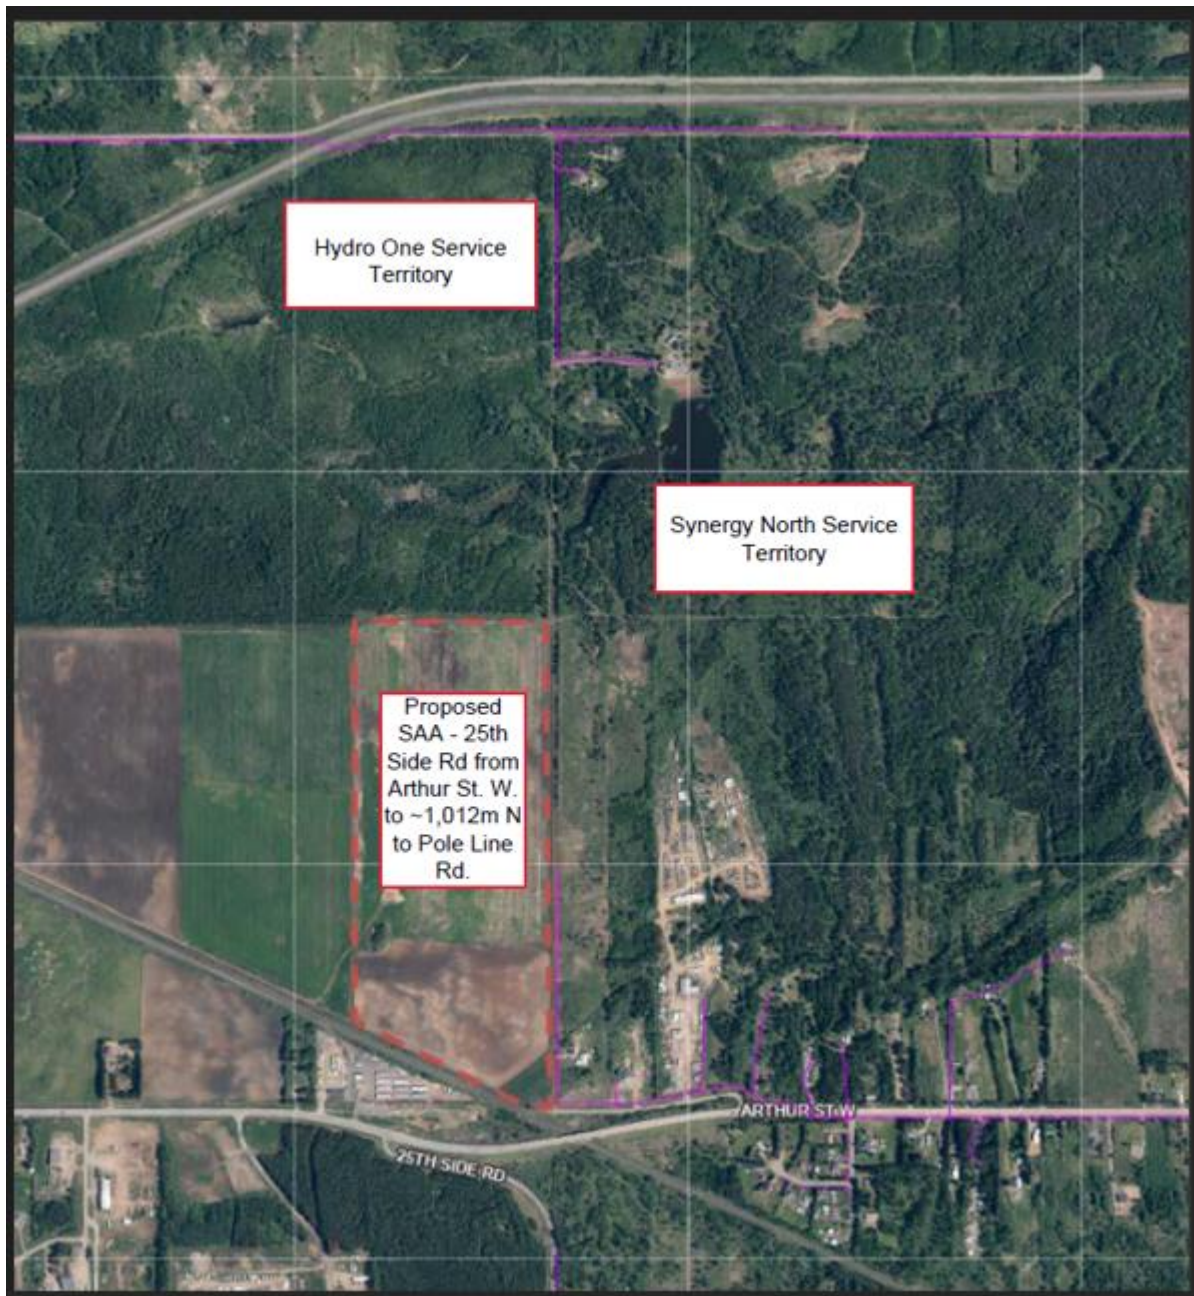 Hydro One Service
Territory
Synergy North Service
Territory
Proposed
SAA - 25th
Side Rd from
Arthur St. W.
to ~1,012m N
to Pole Line
Rd.
ARTHUR ST W
25TH SIDE RD